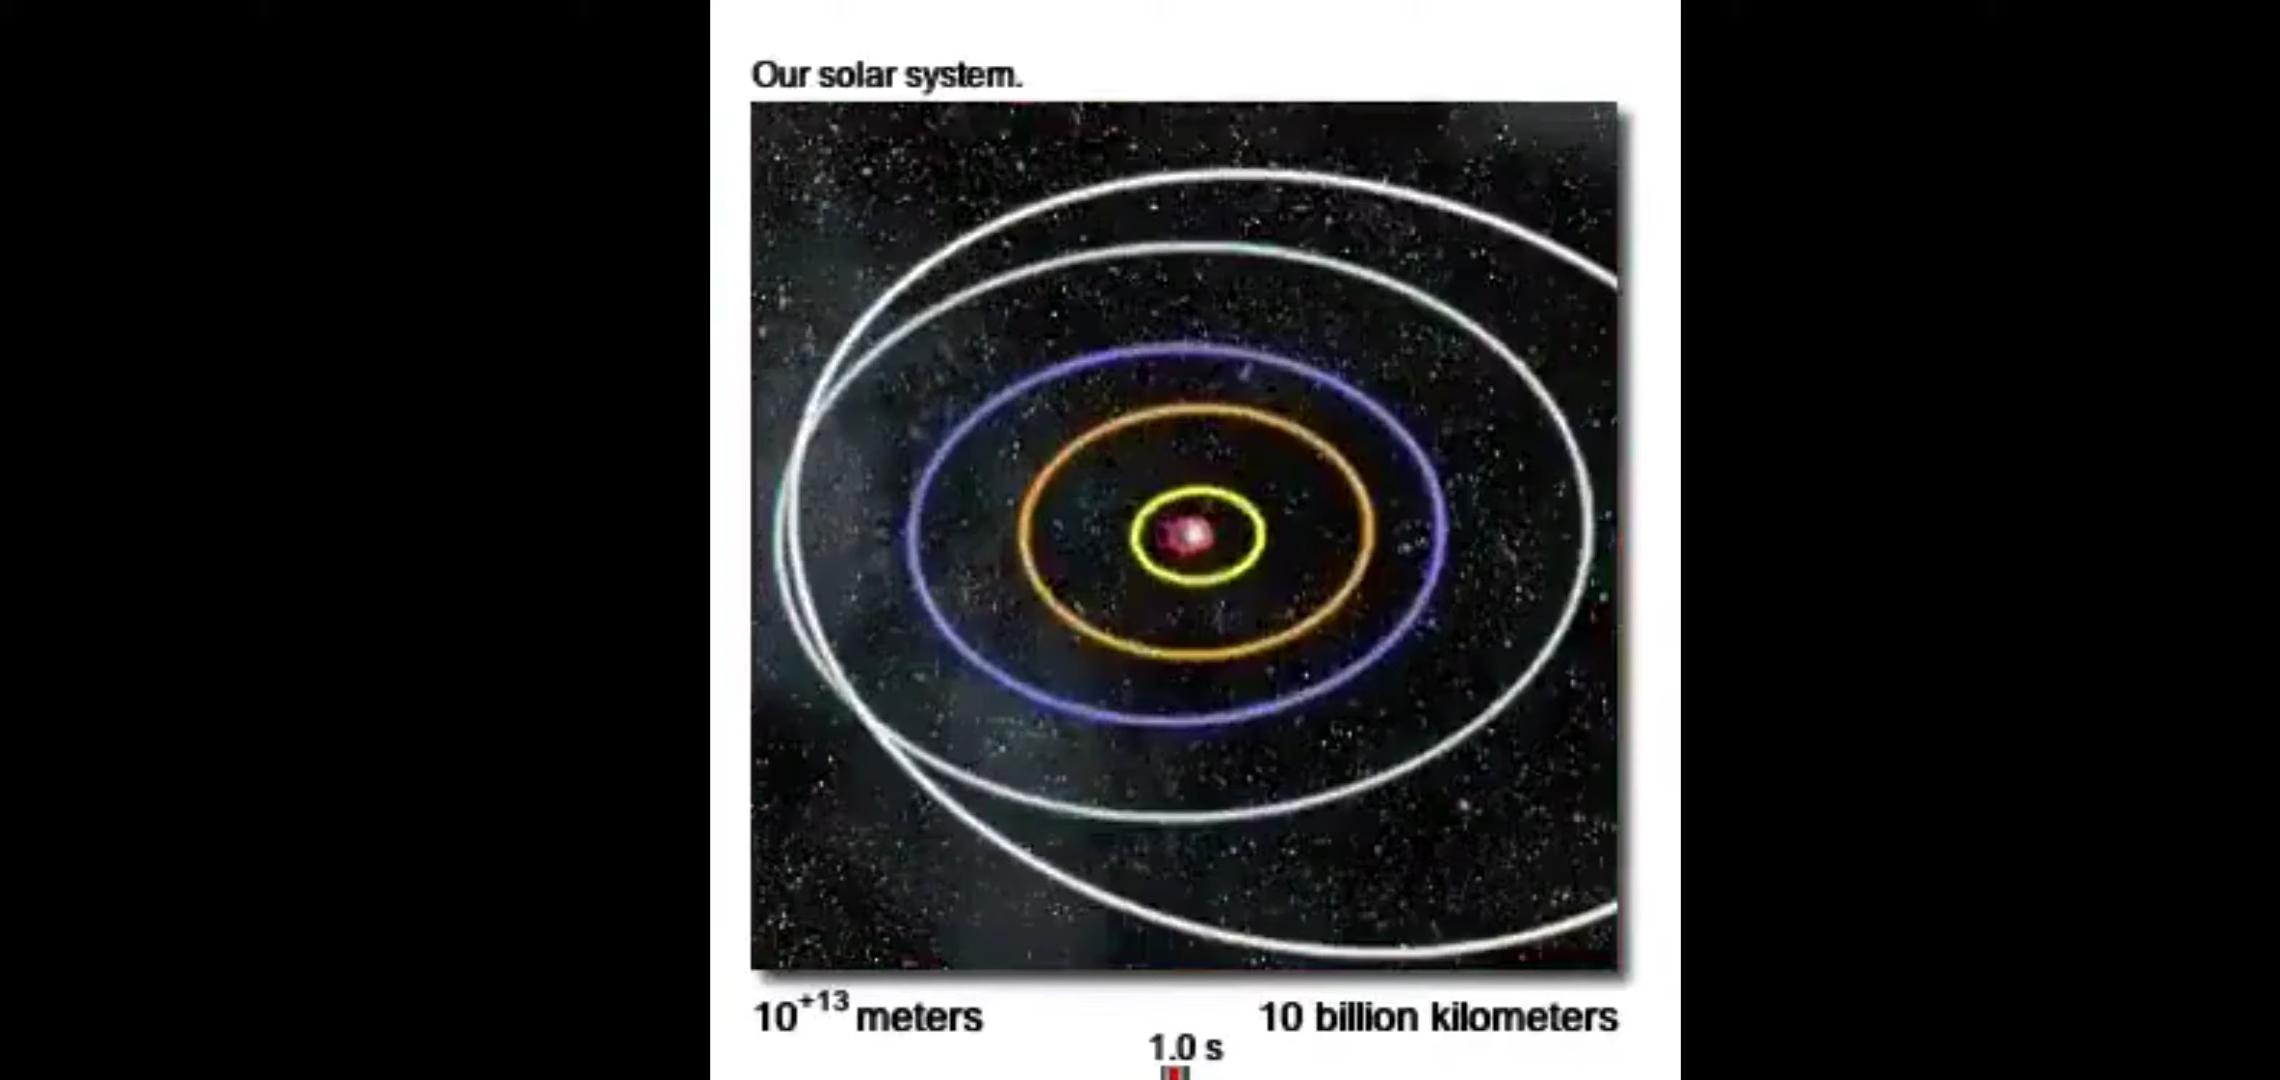 Our solar system.
10⁺¹³ meters
10 billion kilometers
1.0 s